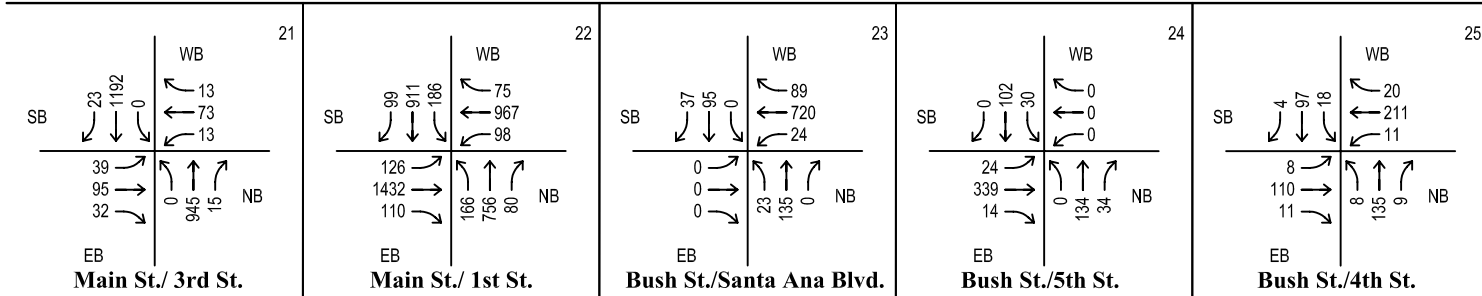 21
WB
SB
23
1192
0
13
73
13
39
95
32
0
945
15
NB
EB
Main St./ 3rd St.
22
WB
SB
99
911
186
75
967
98
126
1432
110
166
756
80
NB
EB
Main St./ 1st St.
23
WB
SB
37
95
0
89
720
24
0
0
0
23
135
0
NB
EB
Bush St./Santa Ana Blvd.
24
WB
SB
0
102
30
0
0
0
24
339
14
0
134
34
NB
EB
Bush St./5th St.
25
WB
SB
4
97
18
20
211
11
8
110
11
8
135
9
NB
EB
Bush St./4th St.